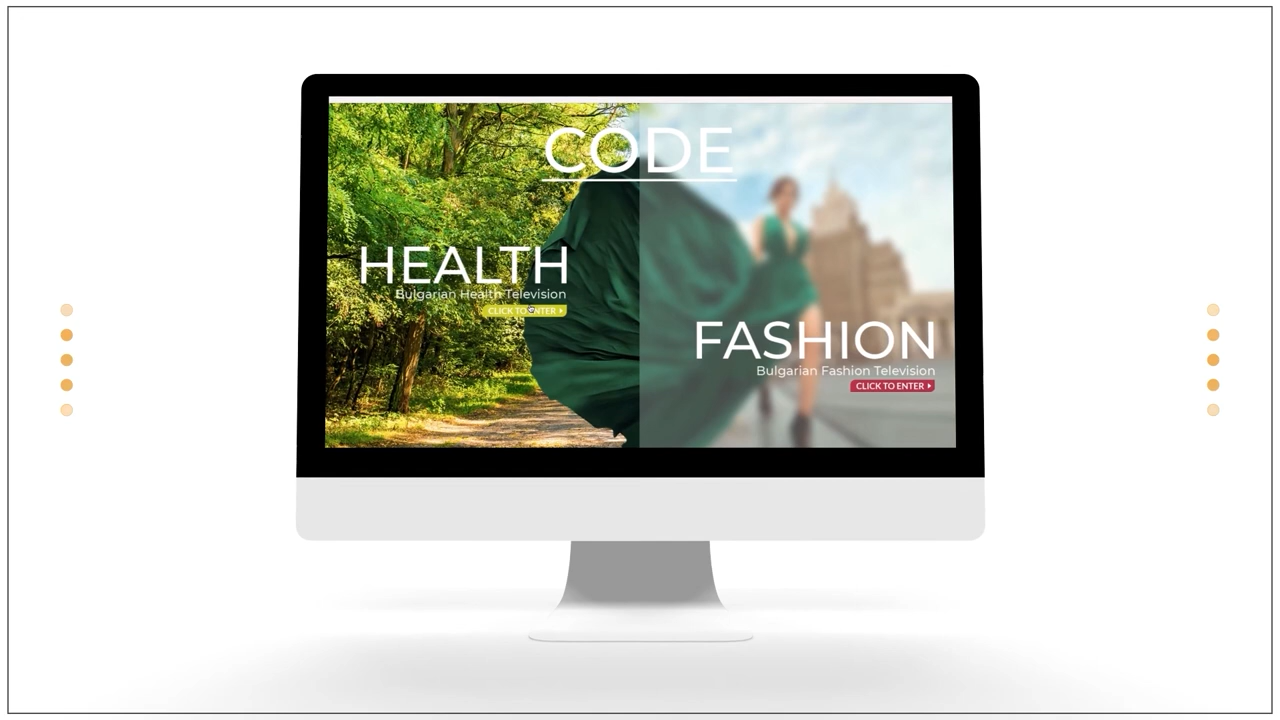 CODE
HEALTH
Bulgarian Health Television
CLICK TO ENTER
FASHION
Bulgarian Fashion Television
CLICK TO ENTER